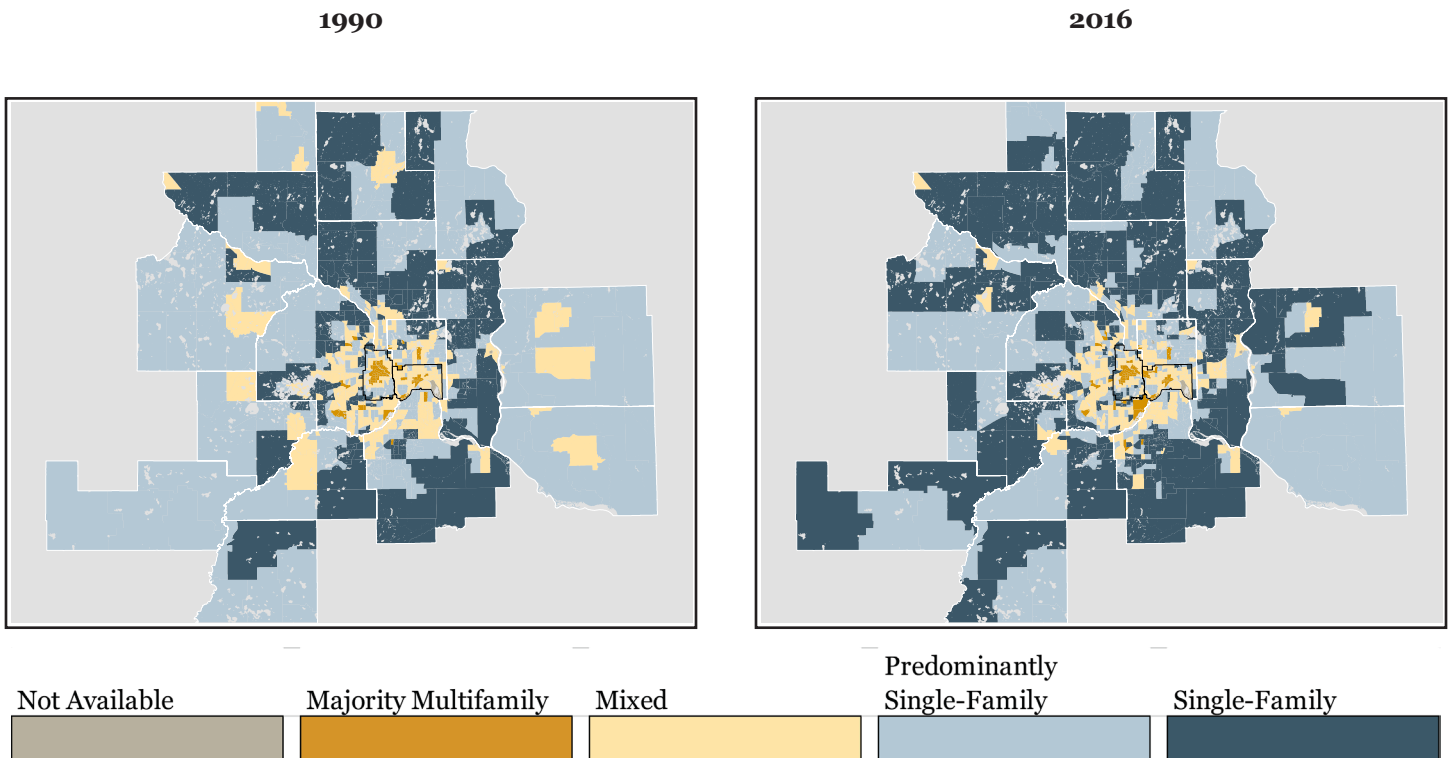 1990
2016
Not Available
Majority Multifamily
Mixed
Predominantly
Single-Family
Single-Family